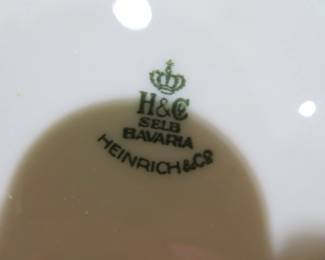 H&C
SELB
BAVARIA
HEINRICH & Co